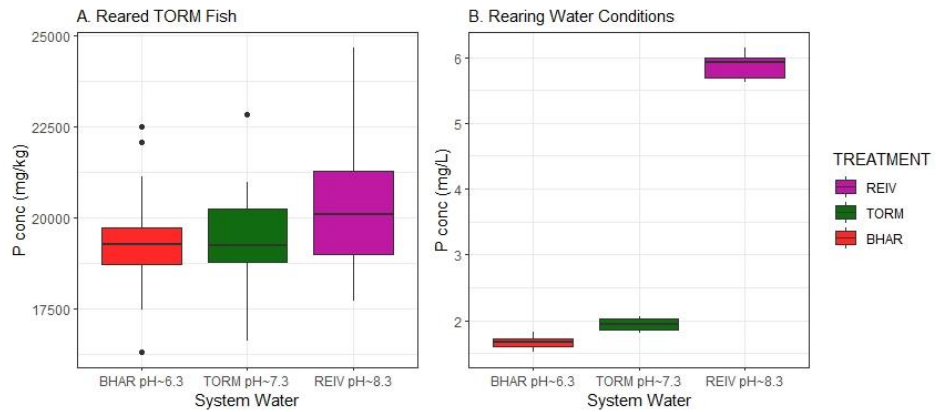 A. Reared TORM Fish
P conc (mg/kg)
25000
22500
20000
17500
BHAR pH~6.3 TORM pH~7.3 REIV pH~8.3
System Water
B. Rearing Water Conditions
P conc (mg/L)
6
5
4
3
2
BHAR pH~6.3 TORM pH~7.3 REIV pH~8.3
System Water
TREATMENT
REIV
TORM
BHAR